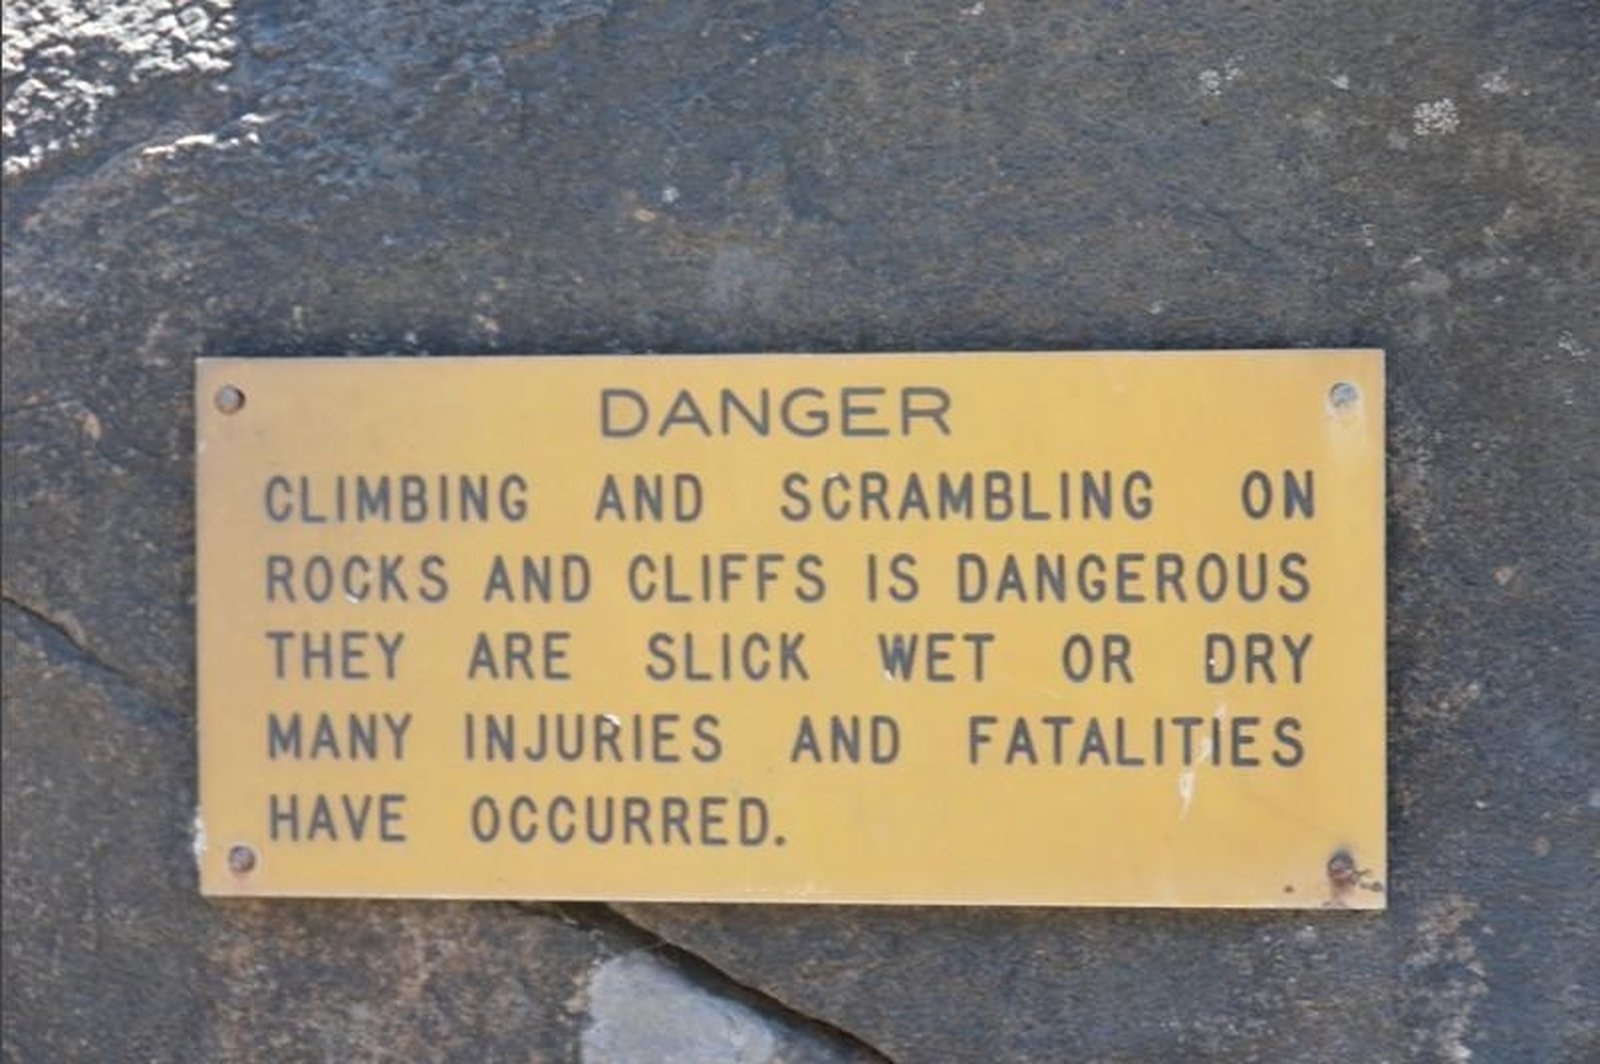 DANGER
CLIMBING AND SCRAMBLING ON
ROCKS AND CLIFFS IS DANGEROUS
THEY ARE SLICK WET OR DRY
MANY INJURIES AND FATALITIES
HAVE OCCURRED.